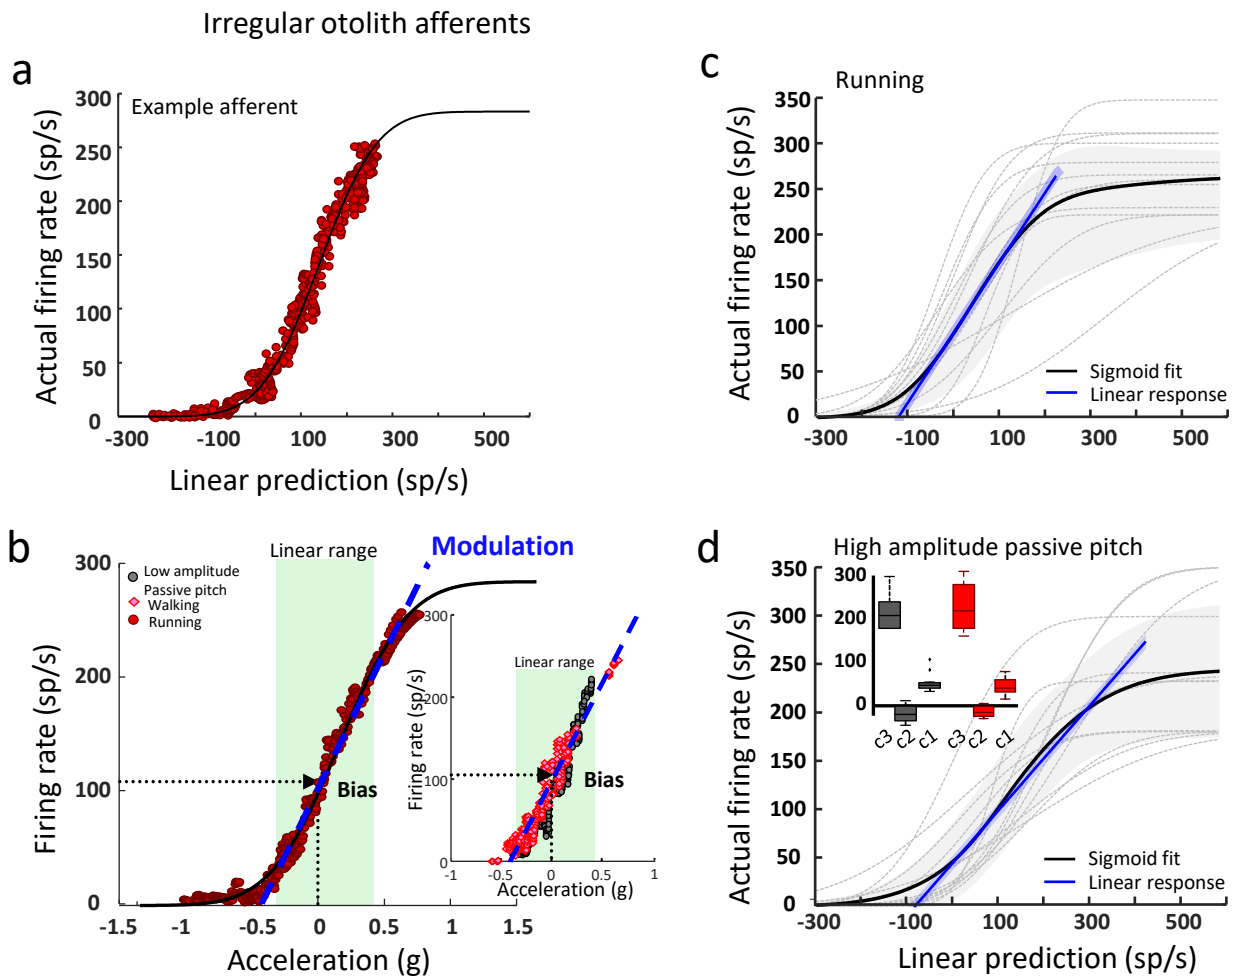 Irregular otolith afferents
a
Example afferent
300
250
200
150
100
50
0
-300
-100
100
300
500
Actual firing rate (sp/s)
Linear prediction (sp/s)
c
Running
350
300
250
200
150
100
50
0
-300
-100
100
300
500
Sigmoid fit
Linear response
Actual firing rate (sp/s)
b
Linear range
Modulation
Low amplitude
Passive pitch
Walking
Running
300
200
100
0
-1.5
-1
-0.5
0
0.5
1
1.5
Bias
Firing rate (sp/s)
Acceleration (g)
Linear range
300
200
100
0
-1
0
1
1
Bias
Firing rate (sp/s)
Acceleration (g)
d
High amplitude passive pitch
350
300
250
200
150
100
50
0
-300
-100
100
300
500
300
200
100
0
c3
c2
c1
c3
c2
c1
Sigmoid fit
Linear response
Actual firing rate (sp/s)
Linear prediction (sp/s)